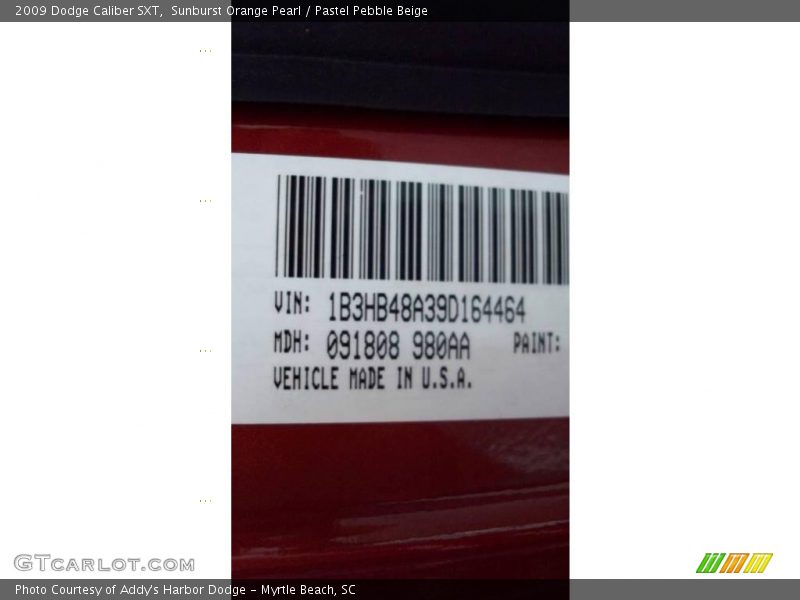 2009 Dodge Caliber SXT,  Sunburst Orange Pearl / Pastel Pebble Beige
VIN: 1B3HB48A39D164464
MDH: 091808 980AA PAINT:
VEHICLE MADE IN U.S.A.
GTCARLOT.COM
Photo Courtesy of Addy's Harbor Dodge - Myrtle Beach, SC